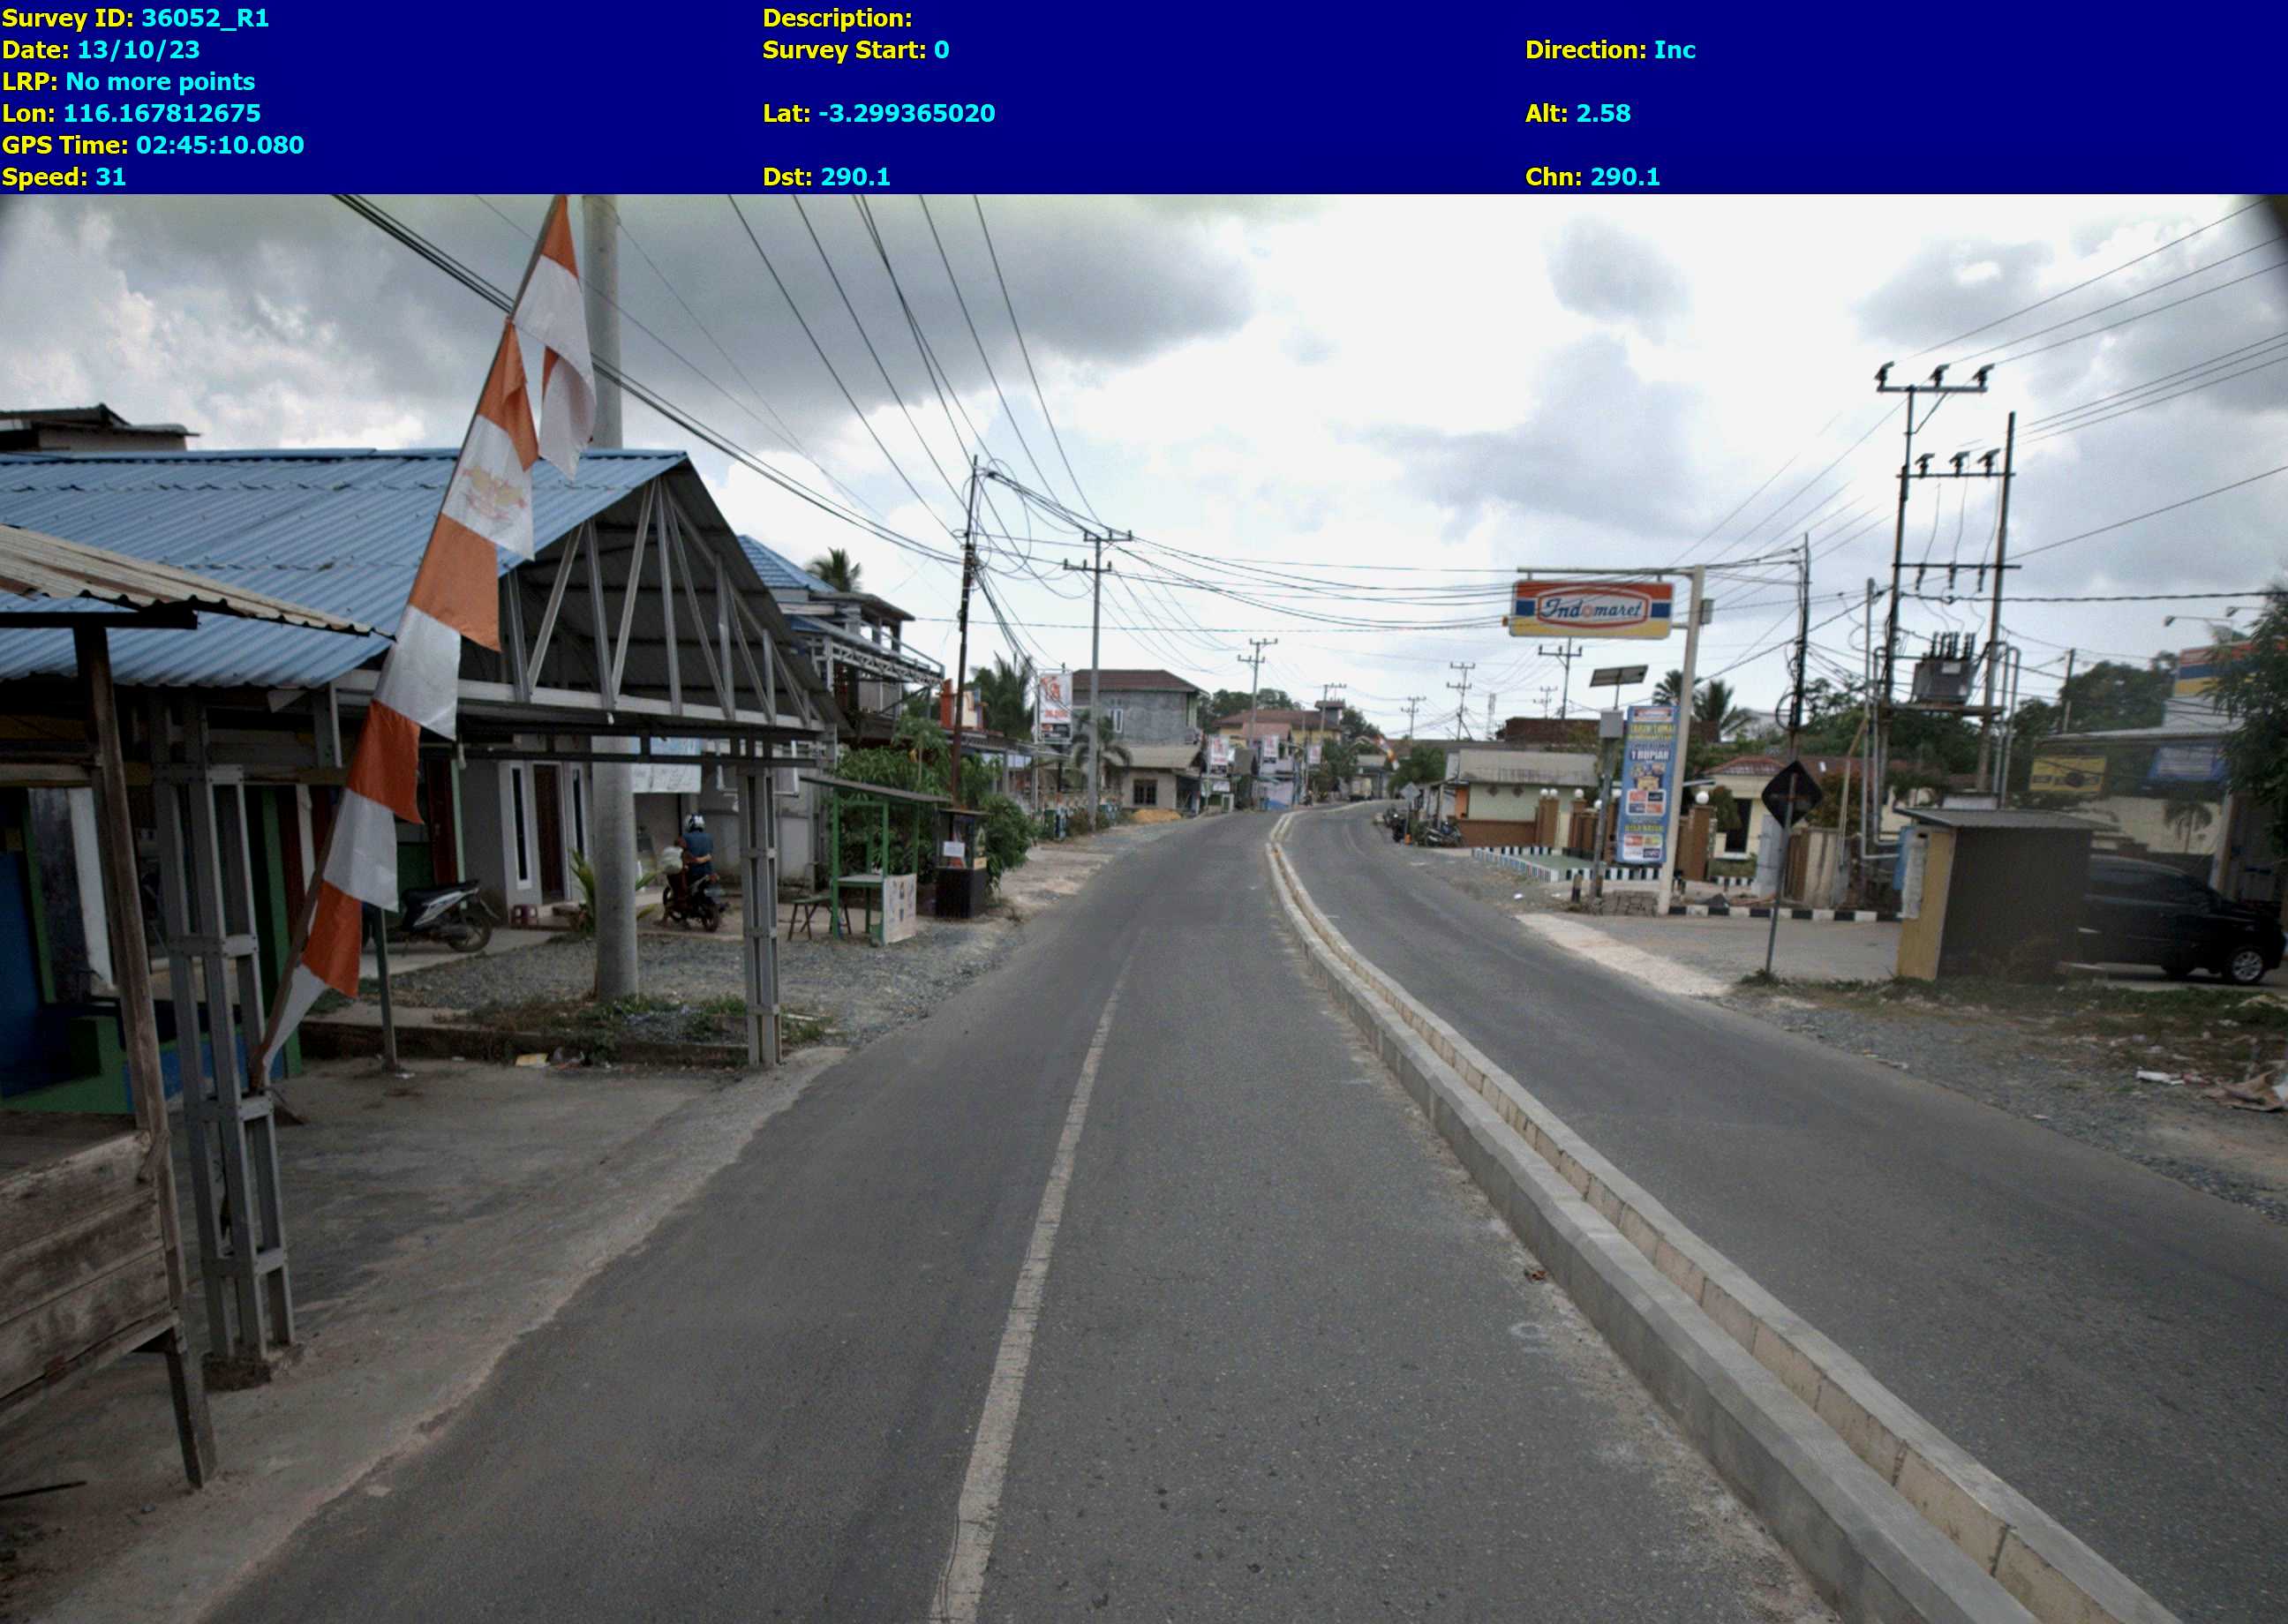 Survey ID: 36052_R1
Description:
Date: 13/10/23
Survey Start: 0
Direction: Inc
LRP: No more points
Lon: 116.167812675
Lat: -3.299365020
Alt: 2.58
GPS Time: 02:45:10.080
Speed: 31
Dst: 290.1
Chn: 290.1
Indomaret
1 RUPIAH